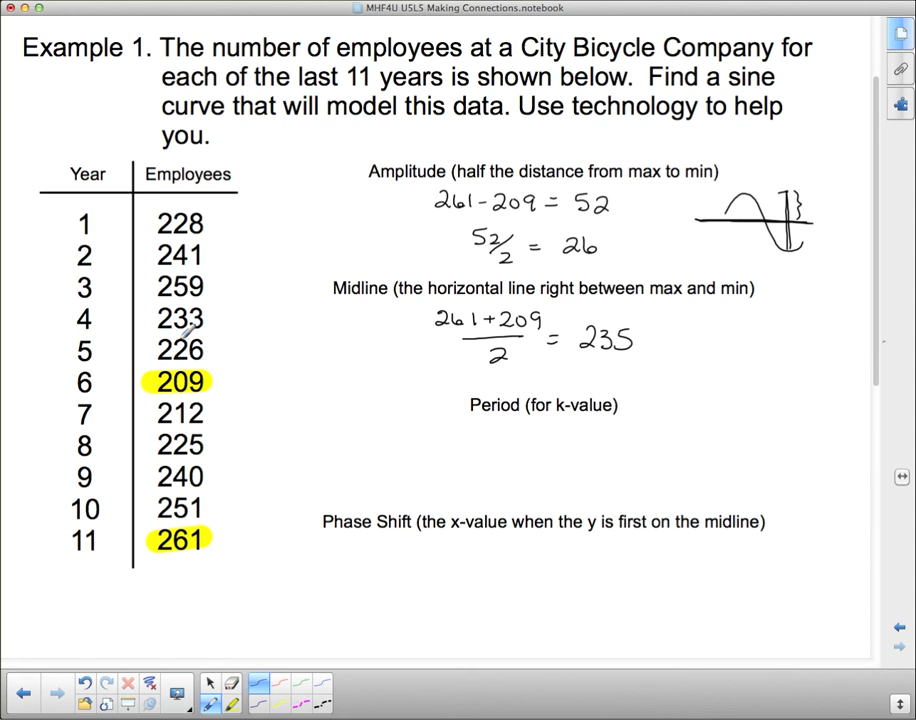 MHF4U U5L5 Making Connections.notebook
Example 1. The number of employees at a City Bicycle Company for
each of the last 11 years is shown below. Find a sine
curve that will model this data. Use technology to help
you.
Year Employees
1 228
2 241
3 259
4 233
5 226
6 209
7 212
8 225
9 240
10 251
11 261
Amplitude (half the distance from max to min)
261-209 = 52
52/2 = 26
Midline (the horizontal line right between max and min)
261+209
2
= 235
Period (for k-value)
Phase Shift (the x-value when the y is first on the midline)